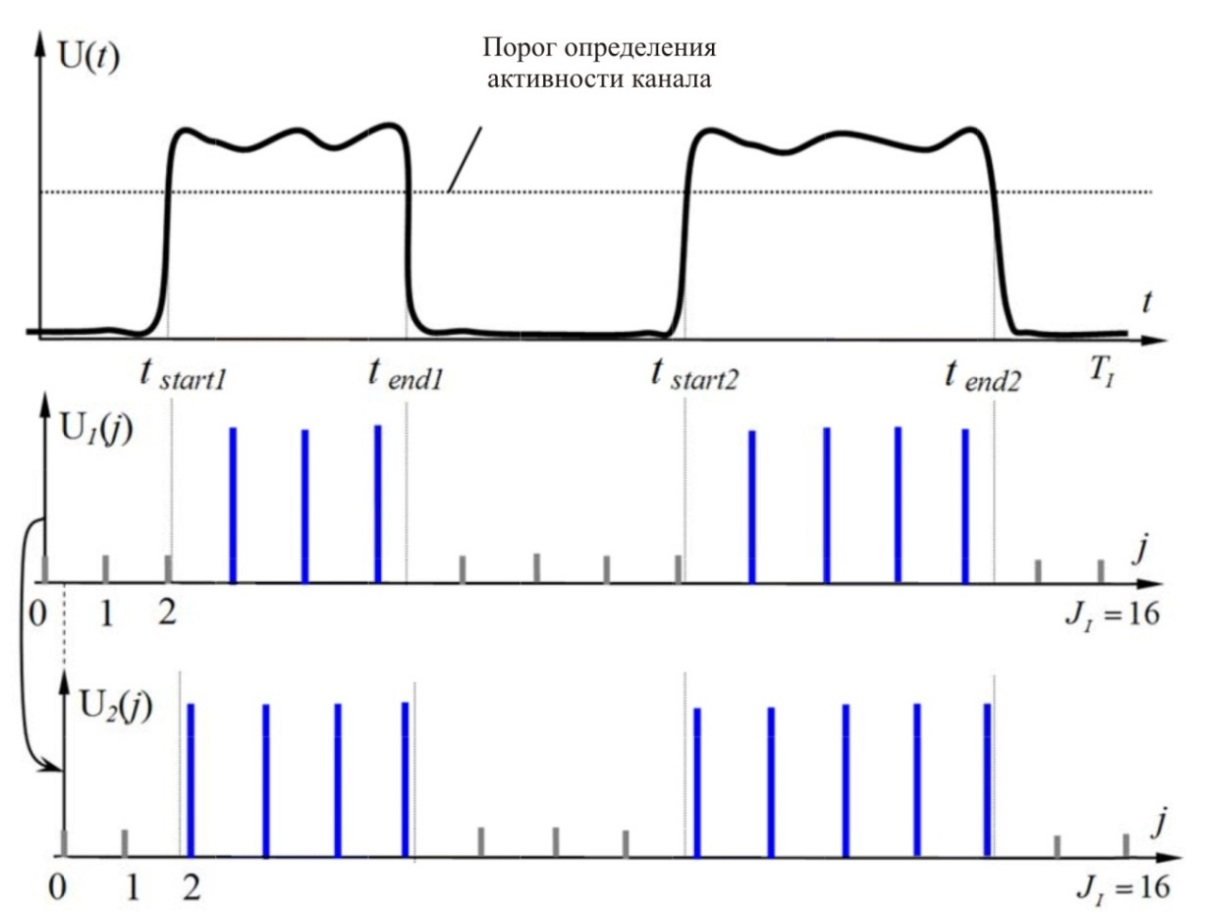 U(t)
Порог определения
активности канала
t
t start1 t end1 t start2 t end2 T1
U1(j)
j
0 1 2 J1 = 16
U2(j)
j
0 1 2 J1 = 16